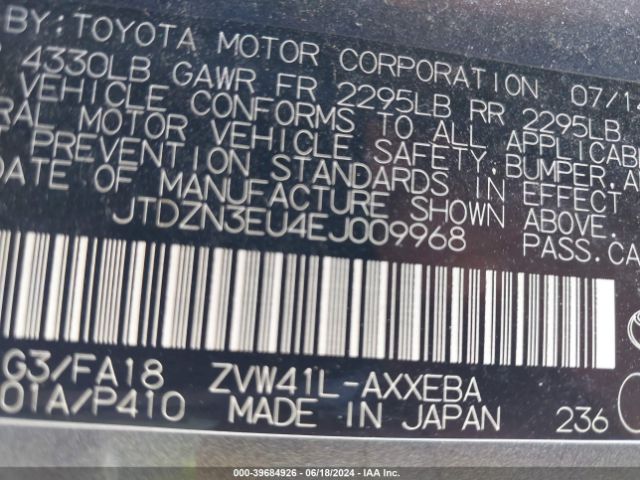 BY: TOYOTA MOTOR CORPORATION 07/1
4330LB GAWR FR 2295LB RR 2295LB
VEHICLE CONFORMS TO ALL APPLICABL
RAL MOTOR VEHICLE SAFETY, BUMPER, A
T PREVENTION STANDARDS IN EFFECT
DATE OF MANUFACTURE SHOWN ABOVE.
JTDZN3EU4EJ009968 PASS.CA
G3/FA18 ZVW41L-AXXEBA
01A/P410 MADE IN JAPAN 236
000-39684926 / 06/18/2024 / IAA Inc.